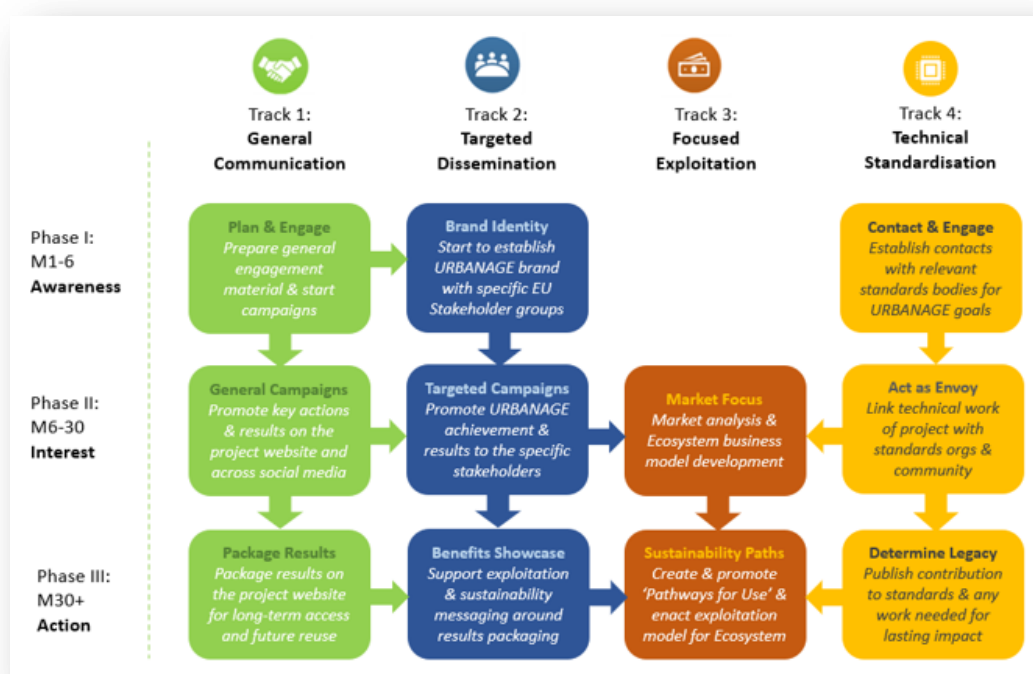 Track 1:
General
Communication
Track 2:
Targeted
Dissemination
Track 3:
Focused
Exploitation
Track 4:
Technical
Standardisation
Phase I:
M1-6
Awareness
Plan & Engage
Prepare general
engagement
material & start
campaigns
Brand Identity
Start to establish
URBANAGE brand
with specific EU
Stakeholder groups
Contact & Engage
Establish contacts
with relevant
standards bodies for
URBANAGE goals
Phase II:
M6-30
Interest
General Campaigns
Promote key actions
& results on the
project website and
across social media
Targeted Campaigns
Promote URBANAGE
achievement &
results to the specific
stakeholders
Market Focus
Market analysis &
Ecosystem business
model development
Act as Envoy
Link technical work
of project with
standards orgs &
community
Phase III:
M30+
Action
Package Results
Package results on
the project website
for long-term access
and future reuse
Benefits Showcase
Support exploitation
& sustainability
messaging around
results packaging
Sustainability Paths
Create & promote
‘Pathways for Use’ &
enact exploitation
model for Ecosystem
Determine Legacy
Publish contribution
to standards & any
work needed for
lasting impact